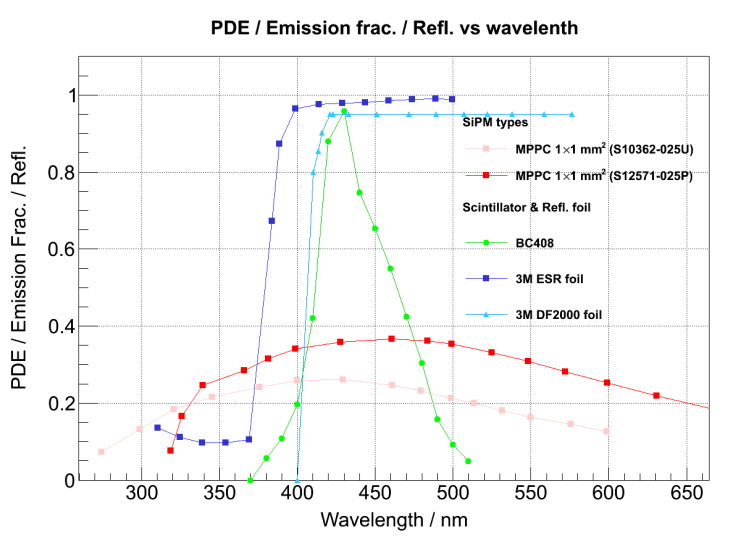 PDE / Emission frac. / Refl. vs wavelenth
PDE / Emission Frac. / Refl.
1
0.8
0.6
0.4
0.2
0
SiPM types
MPPC 1×1 mm² (S10362-025U)
MPPC 1×1 mm² (S12571-025P)
Scintillator & Refl. foil
BC408
3M ESR foil
3M DF2000 foil
300 350 400 450 500 550 600 650
Wavelength / nm